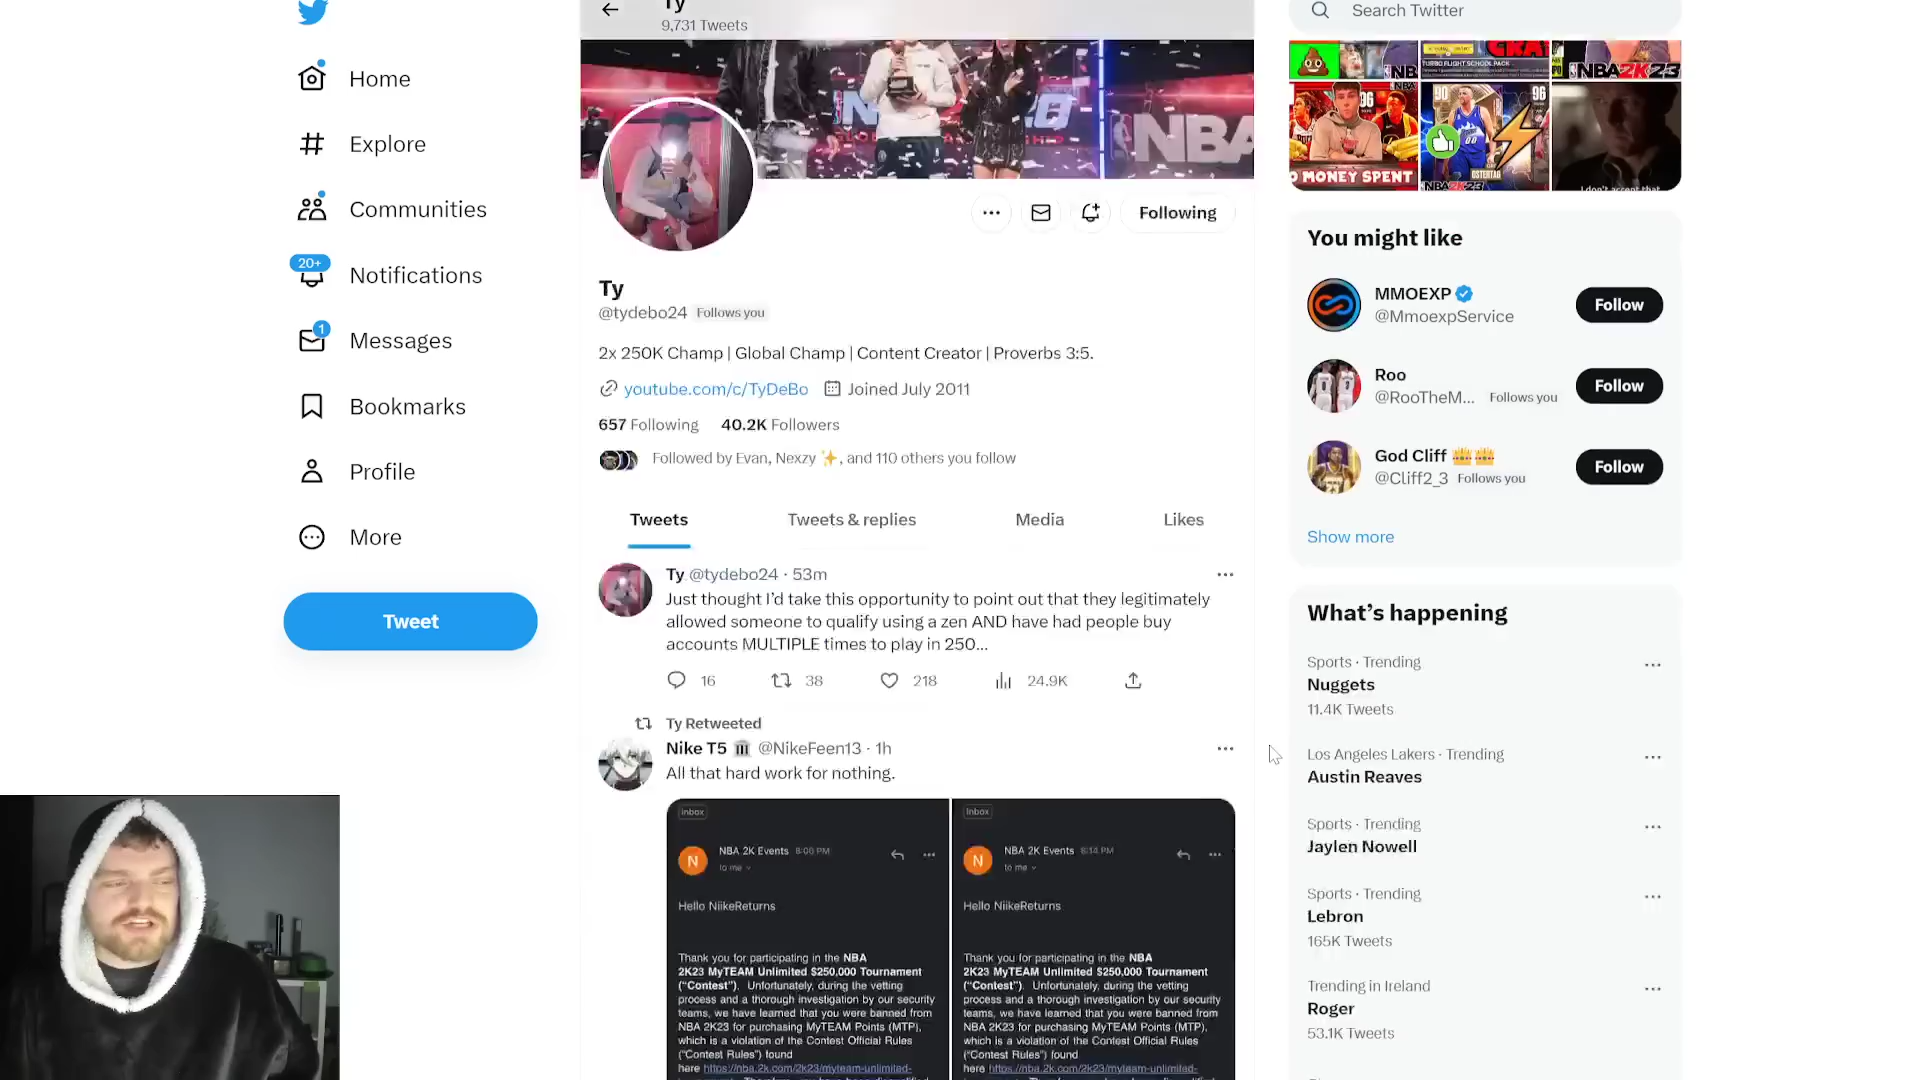 Ty
9,731 Tweets
Search Twitter
Home
Explore
Communities
20+
Notifications
1
Messages
Bookmarks
Profile
More
Tweet
NBA
Following
Ty
@tydebo24 Follows you
2x 250K Champ | Global Champ | Content Creator | Proverbs 3:5.
youtube.com/c/TyDeBo Joined July 2011
657 Following 40.2K Followers
Followed by Evan, Nexzy ✨, and 110 others you follow
Tweets Tweets & replies Media Likes
Ty @tydebo24 · 53m
Just thought I'd take this opportunity to point out that they legitimately
allowed someone to qualify using a zen AND have had people buy
accounts MULTIPLE times to play in 250...
16 38 218 24.9K
Ty Retweeted
Nike T5 🏛 @NikeFeen13 · 1h
All that hard work for nothing.
Inbox
N
NBA 2K Events 8:08 PM
to me
Hello NiikeReturns
Thank you for participating in the NBA
2K23 MyTEAM Unlimited $250,000 Tournament
("Contest"). Unfortunately, during the vetting
process and a thorough investigation by our security
teams, we have learned that you were banned from
NBA 2K23 for purchasing MyTEAM Points (MTP),
which is a violation of the Contest Official Rules
("Contest Rules") found
here https://nba.2k.com/2k23/myteam-unlimited-
Inbox
N
NBA 2K Events 8:14 PM
to me
Hello NiikeReturns
Thank you for participating in the NBA
2K23 MyTEAM Unlimited $250,000 Tournament
("Contest"). Unfortunately, during the vetting
process and a thorough investigation by our security
teams, we have learned that you were banned from
NBA 2K23 for purchasing MyTEAM Points (MTP),
which is a violation of the Contest Official Rules
("Contest Rules") found
here https://nba.2k.com/2k23/myteam-unlimited-
NBA2K23
96
O MONEY SPENT
90
96
OSTERTAG
NBA2K23
I don't accept that
You might like
MMOEXP
@MmoexpService
Follow
Roo
@RooTheM... Follows you
Follow
God Cliff 👑👑
@Cliff2_3 Follows you
Follow
Show more
What's happening
Sports · Trending
Nuggets
11.4K Tweets
Los Angeles Lakers · Trending
Austin Reaves
Sports · Trending
Jaylen Nowell
Sports · Trending
Lebron
165K Tweets
Trending in Ireland
Roger
53.1K Tweets